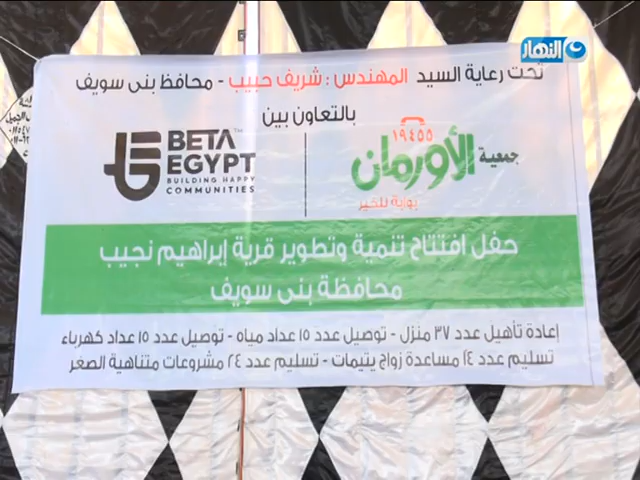 النهار
تحت رعاية السيد المهندس : شريف حبيب - محافظ بنى سويف
بالتعاون بين
١٩٤٥٥
جمعية الأورمان
بوابة للخير
BETA™
EGYPT
BUILDING HAPPY
COMMUNITIES
حفل افتتاح تنمية وتطوير قرية إبراهيم نجيب
محافظة بنى سويف
إعادة تأهيل عدد ٣٧ منزل - توصيل عدد ١٥ عداد مياه - توصيل عدد ١٥ عداد كهرباء
تسليم عدد ١٤ مساعدة زواج يتيمات - تسليم عدد ٢٤ مشروعات متناهية الصغر